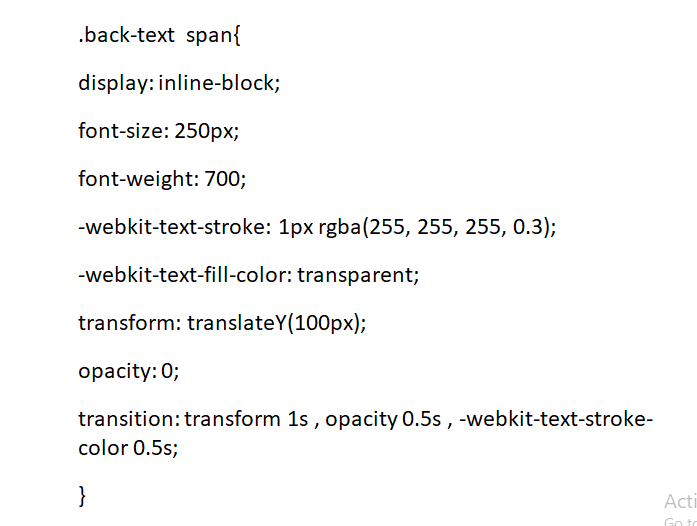 .back-text  span{
display: inline-block;
font-size: 250px;
font-weight: 700;
-webkit-text-stroke: 1px rgba(255, 255, 255, 0.3);
-webkit-text-fill-color: transparent;
transform: translateY(100px);
opacity: 0;
transition: transform 1s , opacity 0.5s , -webkit-text-stroke-
color 0.5s;
}
Acti